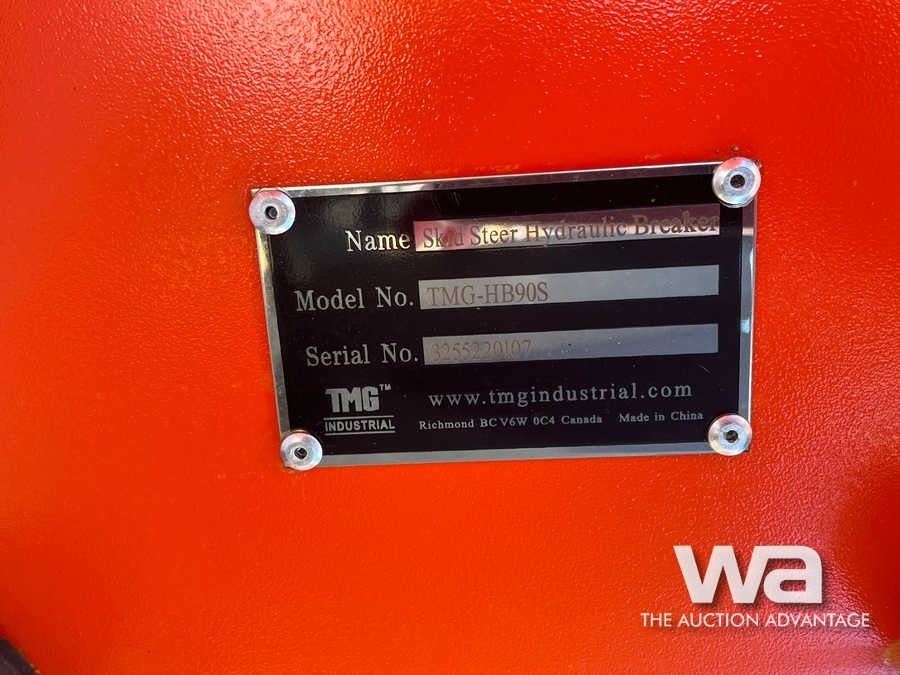 Name Skid Steer Hydraulic Breaker
Model No. TMG-HB90S
Serial No. 3255220107
TMG™
INDUSTRIAL
www.tmgindustrial.com
Richmond BC V6W 0C4 Canada Made in China
wa
THE AUCTION ADVANTAGE